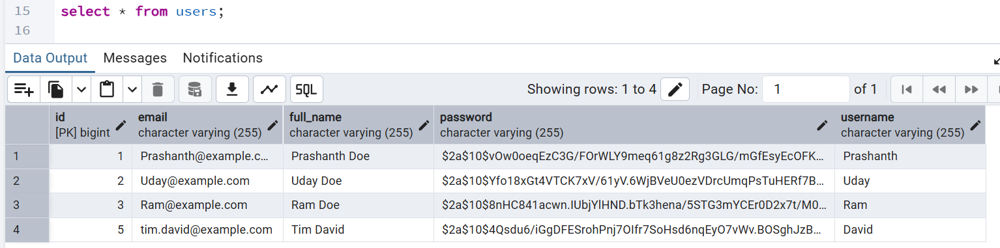 15 select * from users;
16
Data Output Messages Notifications
SQL Showing rows: 1 to 4 Page No: 1 of 1
id email full_name password username
[PK] bigint character varying (255) character varying (255) character varying (255) character varying (255)
1 1 Prashanth@example.c... Prashanth Doe $2a$10$vOw0oeqEzC3G/FOrWLY9meq61g8z2Rg3GLG/mGfEsyEcOFK... Prashanth
2 2 Uday@example.com Uday Doe $2a$10$Yfo18xGt4VTCK7xV/61yV.6WjBVeU0ezVDrcUmqPsTuHERf7B... Uday
3 3 Ram@example.com Ram Doe $2a$10$8nHC841acwn.IUbjYlHND.bTk3hena/5STG3mYCEr0D2x7t/M0... Ram
4 5 tim.david@example.com Tim David $2a$10$4Qsdu6/iGgDFESrohPnj7OIfr7SoHsd6nqEyO7vWv.BOSghJzB... David